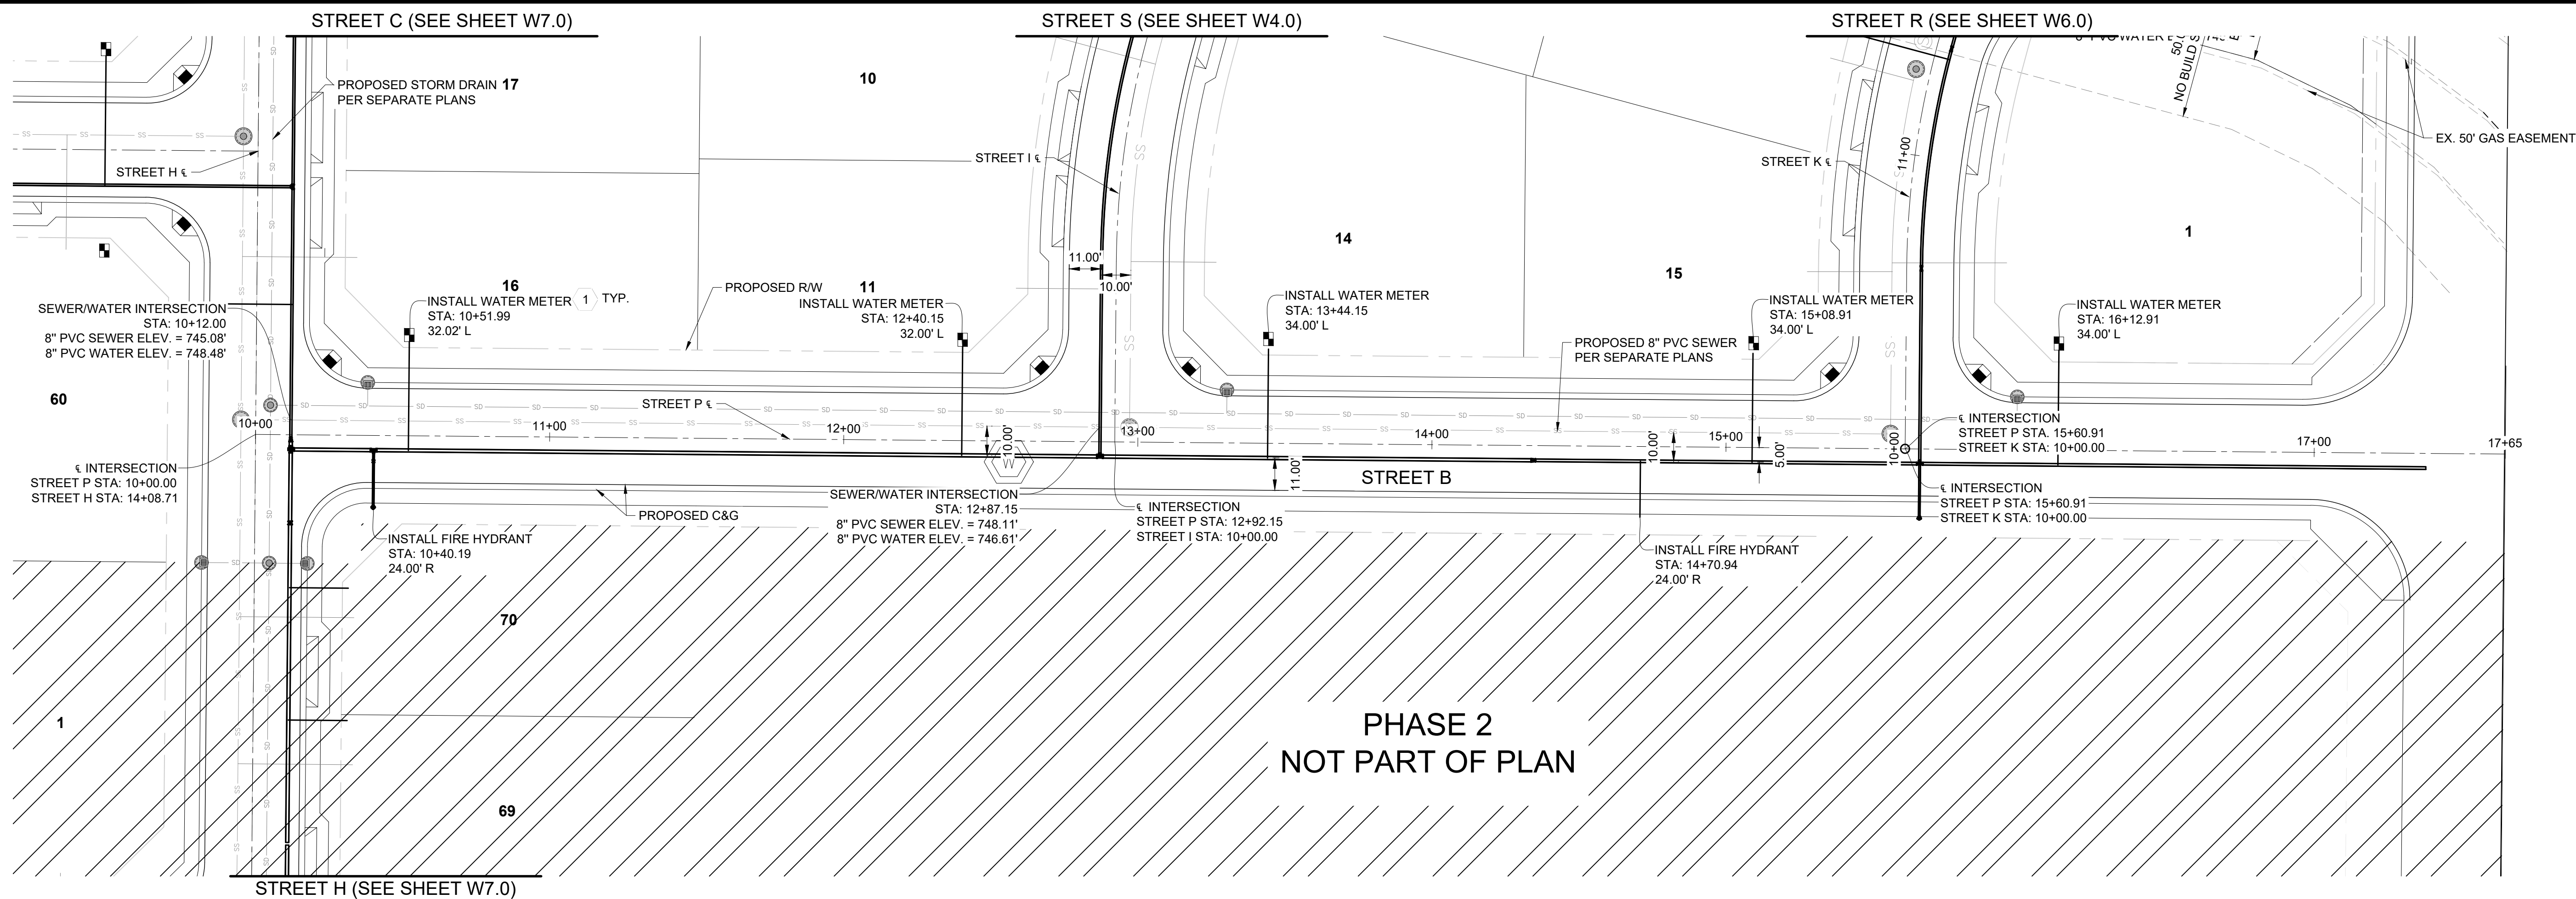 STREET C (SEE SHEET W7.0)
STREET S (SEE SHEET W4.0)
STREET R (SEE SHEET W6.0)
PROPOSED STORM DRAIN
PER SEPARATE PLANS
17
10
NO BUILD
EX. 50' GAS EASEMENT
STREET H ℄
STREET I ℄
STREET K ℄
11+00
SS
SS
SS
SD
14
15
1
11.00'
10.00'
16
INSTALL WATER METER 1 TYP.
STA: 10+51.99
32.02' L
PROPOSED R/W
11
INSTALL WATER METER
STA: 12+40.15
32.00' L
INSTALL WATER METER
STA: 13+44.15
34.00' L
INSTALL WATER METER
STA: 15+08.91
34.00' L
INSTALL WATER METER
STA: 16+12.91
34.00' L
SEWER/WATER INTERSECTION
STA: 10+12.00
8" PVC SEWER ELEV. = 745.08'
8" PVC WATER ELEV. = 748.48'
PROPOSED 8" PVC SEWER
PER SEPARATE PLANS
60
STREET P ℄
10+00
11+00
12+00
13+00
14+00
15+00
10+00
17+00
17+65
℄ INTERSECTION
STREET P STA. 15+60.91
STREET K STA: 10+00.00
10.00'
W
11.00'
10.00'
5.00'
STREET B
℄ INTERSECTION
STREET P STA: 10+00.00
STREET H STA: 14+08.71
PROPOSED C&G
SEWER/WATER INTERSECTION
STA: 12+87.15
8" PVC SEWER ELEV. = 748.11'
8" PVC WATER ELEV. = 746.61'
℄ INTERSECTION
STREET P STA: 12+92.15
STREET I STA: 10+00.00
℄ INTERSECTION
STREET P STA: 15+60.91
STREET K STA: 10+00.00
INSTALL FIRE HYDRANT
STA: 10+40.19
24.00' R
INSTALL FIRE HYDRANT
STA: 14+70.94
24.00' R
70
1
69
PHASE 2
NOT PART OF PLAN
STREET H (SEE SHEET W7.0)